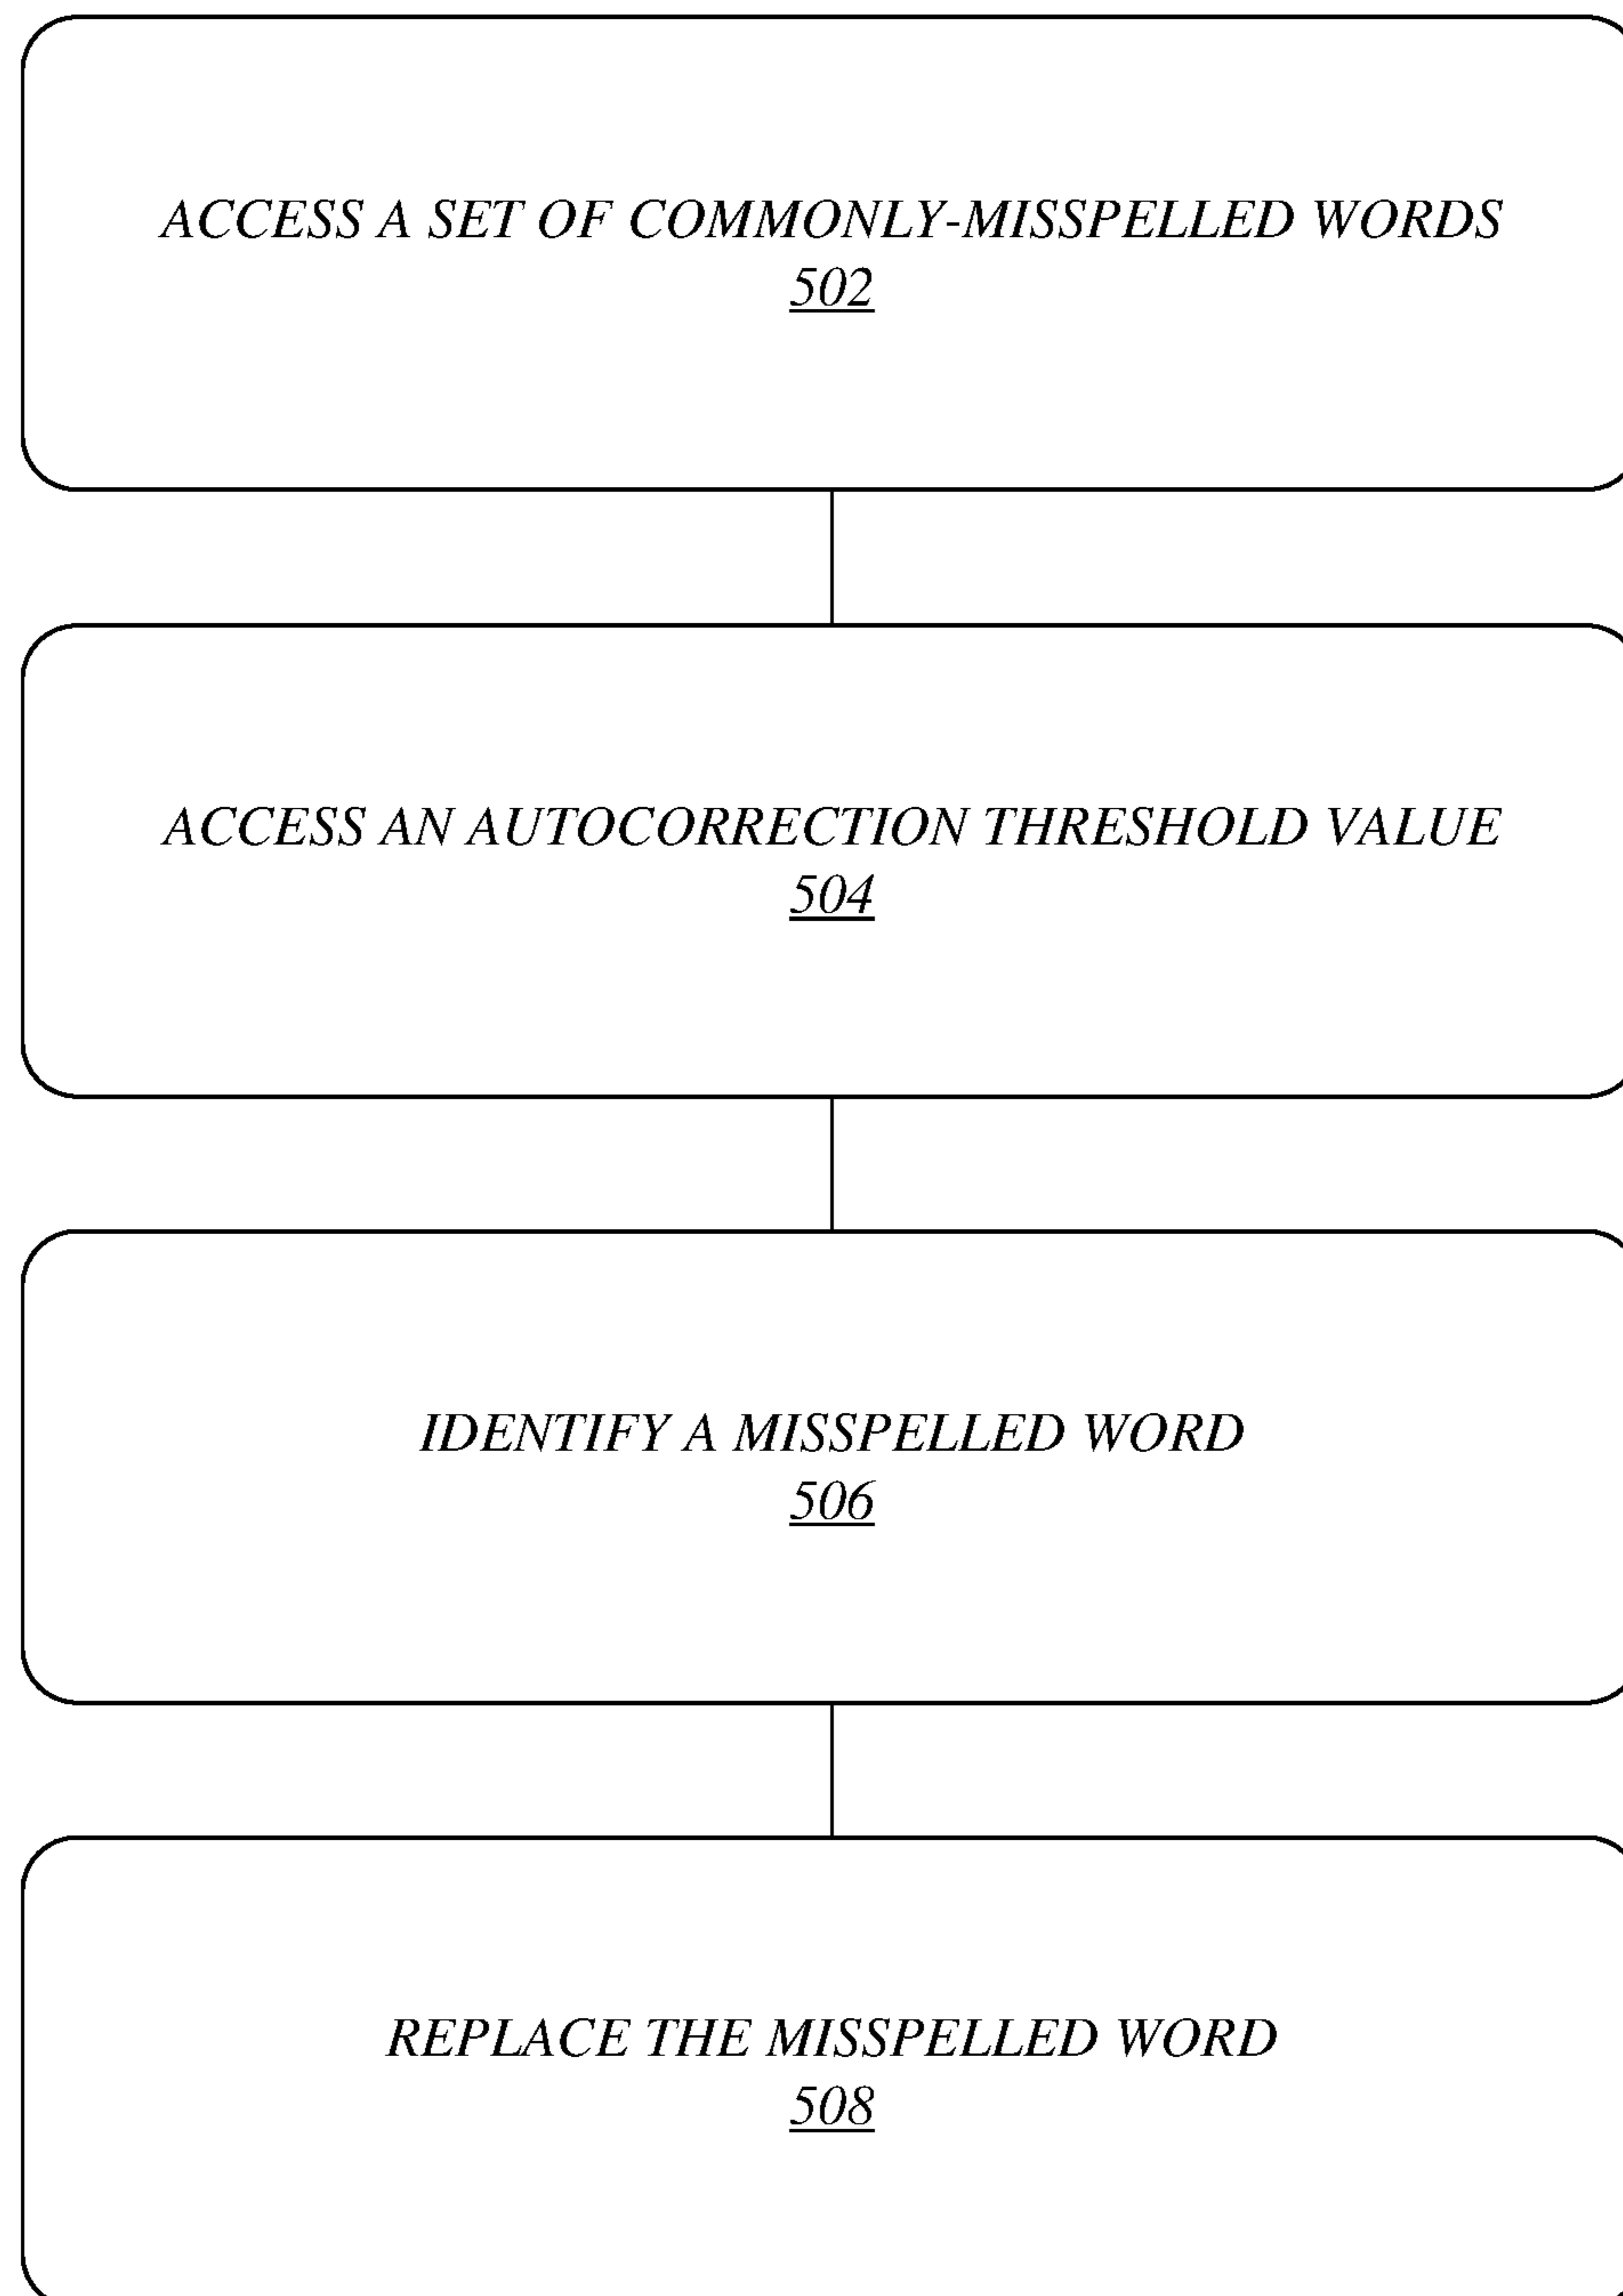 ACCESS A SET OF COMMONLY-MISSPELLED WORDS
502
ACCESS AN AUTOCORRECTION THRESHOLD VALUE
504
IDENTIFY A MISSPELLED WORD
506
REPLACE THE MISSPELLED WORD
508